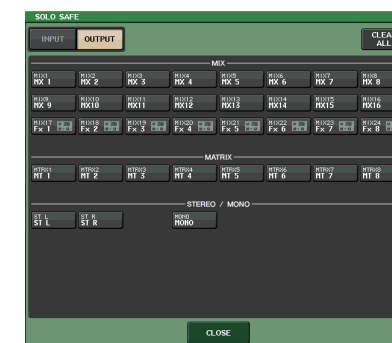 SOLO SAFE
INPUT OUTPUT CLEAR ALL
MIX
MIX1 MIX2 MIX3 MIX4 MIX5 MIX6 MIX7 MIX8
MX 1 MX 2 MX 3 MX 4 MX 5 MX 6 MX 7 MX 8
MIX9 MIX10 MIX11 MIX12 MIX13 MIX14 MIX15 MIX16
MX 9 MX10 MX11 MX12 MX13 MX14 MX15 MX16
MIX17 MIX18 MIX19 MIX20 MIX21 MIX22 MIX23 MIX24
Fx 1 Fx 2 Fx 3 Fx 4 Fx 5 Fx 6 Fx 7 Fx 8
MATRIX
MTRX1 MTRX2 MTRX3 MTRX4 MTRX5 MTRX6 MTRX7 MTRX8
MT 1 MT 2 MT 3 MT 4 MT 5 MT 6 MT 7 MT 8
STEREO / MONO
ST L ST R MONO
ST L ST R MONO
CLOSE